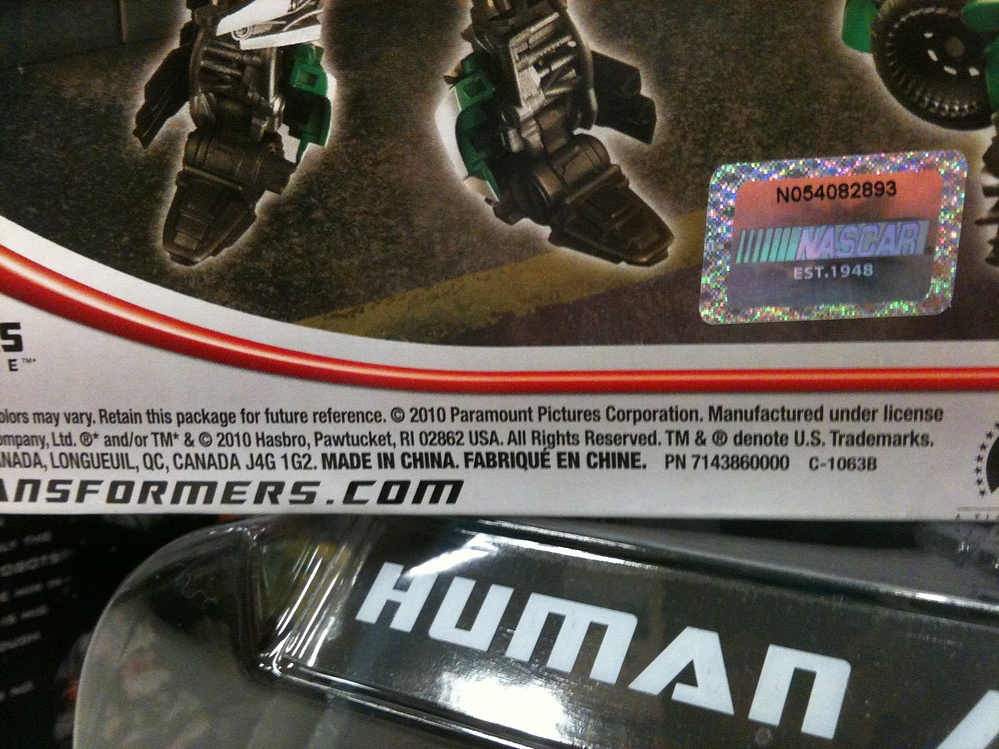 N054082893
NASCAR
EST.1948
S
E™*
olors may vary. Retain this package for future reference. © 2010 Paramount Pictures Corporation. Manufactured under license
ompany, Ltd. ®* and/or TM* & © 2010 Hasbro, Pawtucket, RI 02862 USA. All Rights Reserved. TM & ® denote U.S. Trademarks.
NADA, LONGUEUIL, QC, CANADA J4G 1G2. MADE IN CHINA. FABRIQUÉ EN CHINE. PN 7143860000 C-1063B
ANSFORMERS.COM
HUMAN